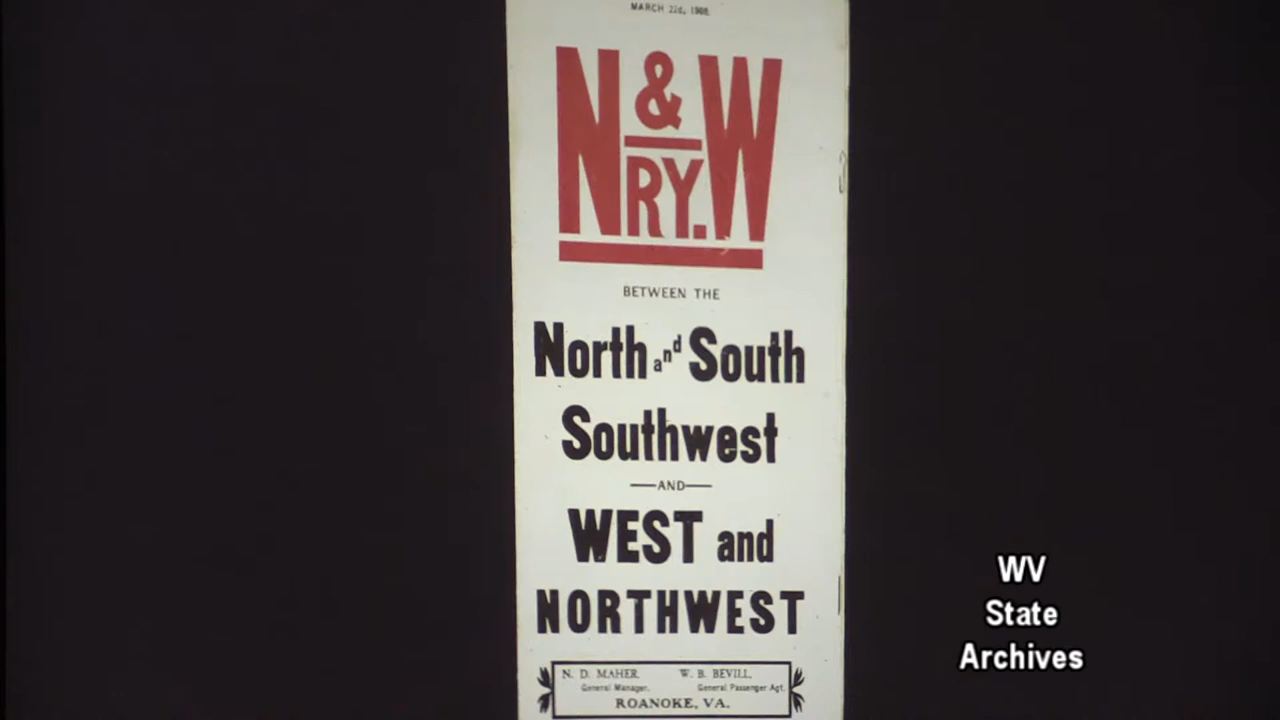 MARCH 22d, 1908.
N & W
RY.
BETWEEN THE
North and South
Southwest
—AND—
WEST and
NORTHWEST
N. D. MAHER, W. B. BEVILL,
General Manager. General Passenger Agt.
ROANOKE, VA.
WV
State
Archives